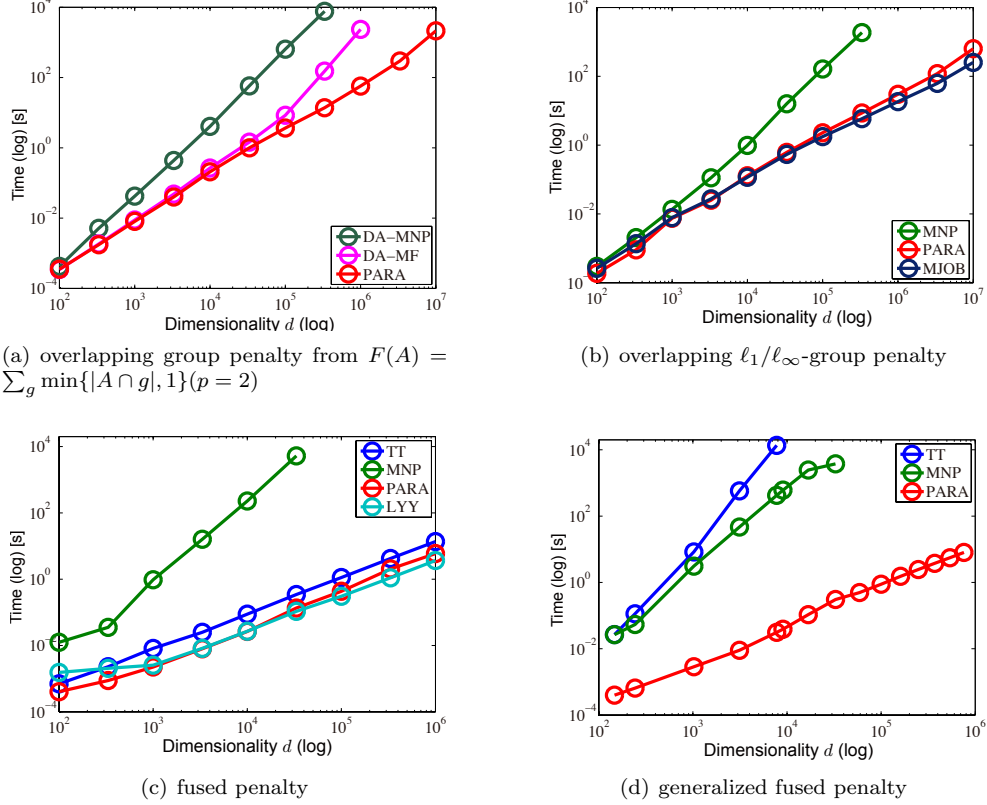 10^4
10^2
10^0
10^-2
10^-4
Time (log) [s]
DA-MNP
DA-MF
PARA
10^2 10^3 10^4 10^5 10^6 10^7
Dimensionality d (log)
(a) overlapping group penalty from F(A) =
∑_g min{|A ∩ g|, 1}(p = 2)
10^4
10^2
10^0
10^-2
10^-4
Time (log) [s]
MNP
PARA
MJOB
10^2 10^3 10^4 10^5 10^6 10^7
Dimensionality d (log)
(b) overlapping ℓ1/ℓ∞-group penalty
10^4
10^2
10^0
10^-2
10^-4
Time (log) [s]
TT
MNP
PARA
LYY
10^2 10^3 10^4 10^5 10^6
Dimensionality d (log)
(c) fused penalty
10^4
10^2
10^0
10^-2
10^-4
Time (log) [s]
TT
MNP
PARA
10^2 10^3 10^4 10^5 10^6
Dimensionality d (log)
(d) generalized fused penalty